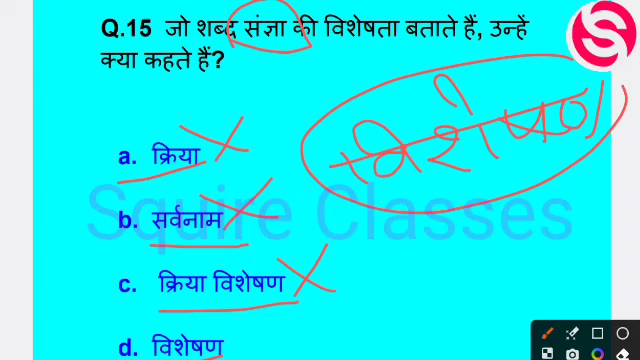 Q.15 जो शब्द संज्ञा की विशेषता बताते हैं, उन्हें
क्या कहते हैं?
विशेषण
a. क्रिया
b. सर्वनाम
Squire Classes
c. क्रिया विशेषण
d. विशेषण